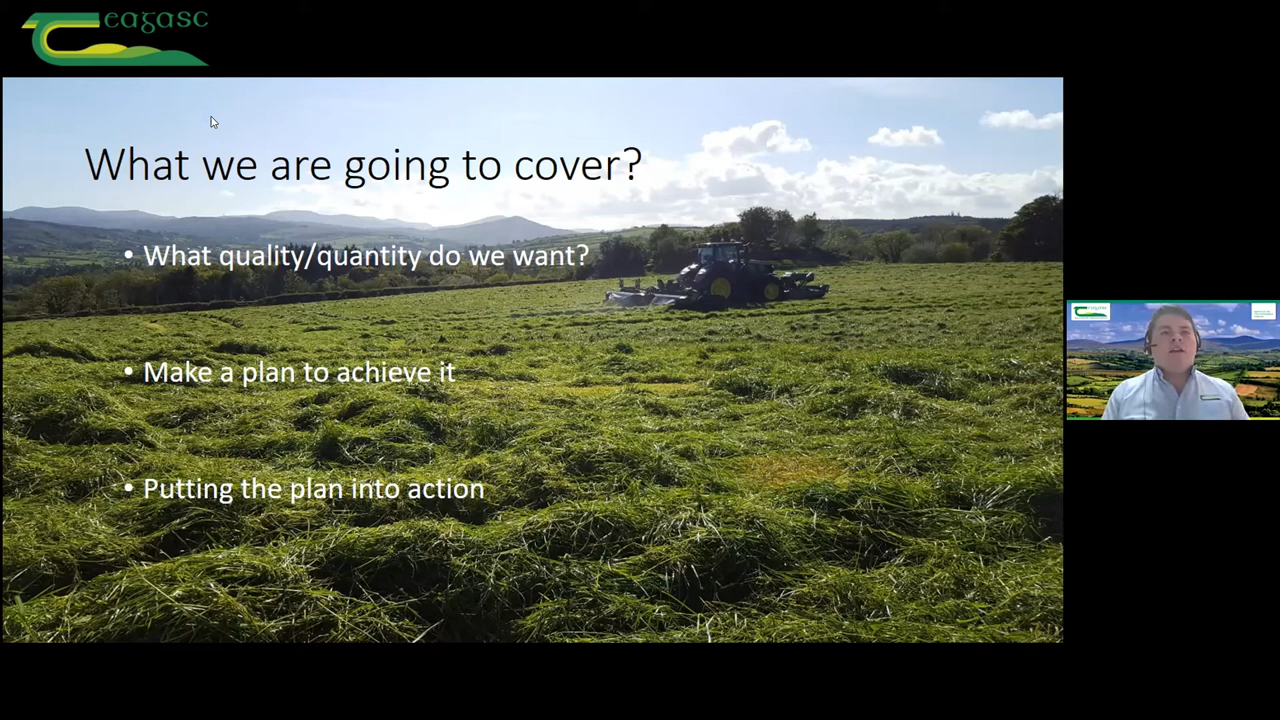 eagasc
What we are going to cover?
• What quality/quantity do we want?
• Make a plan to achieve it
• Putting the plan into action